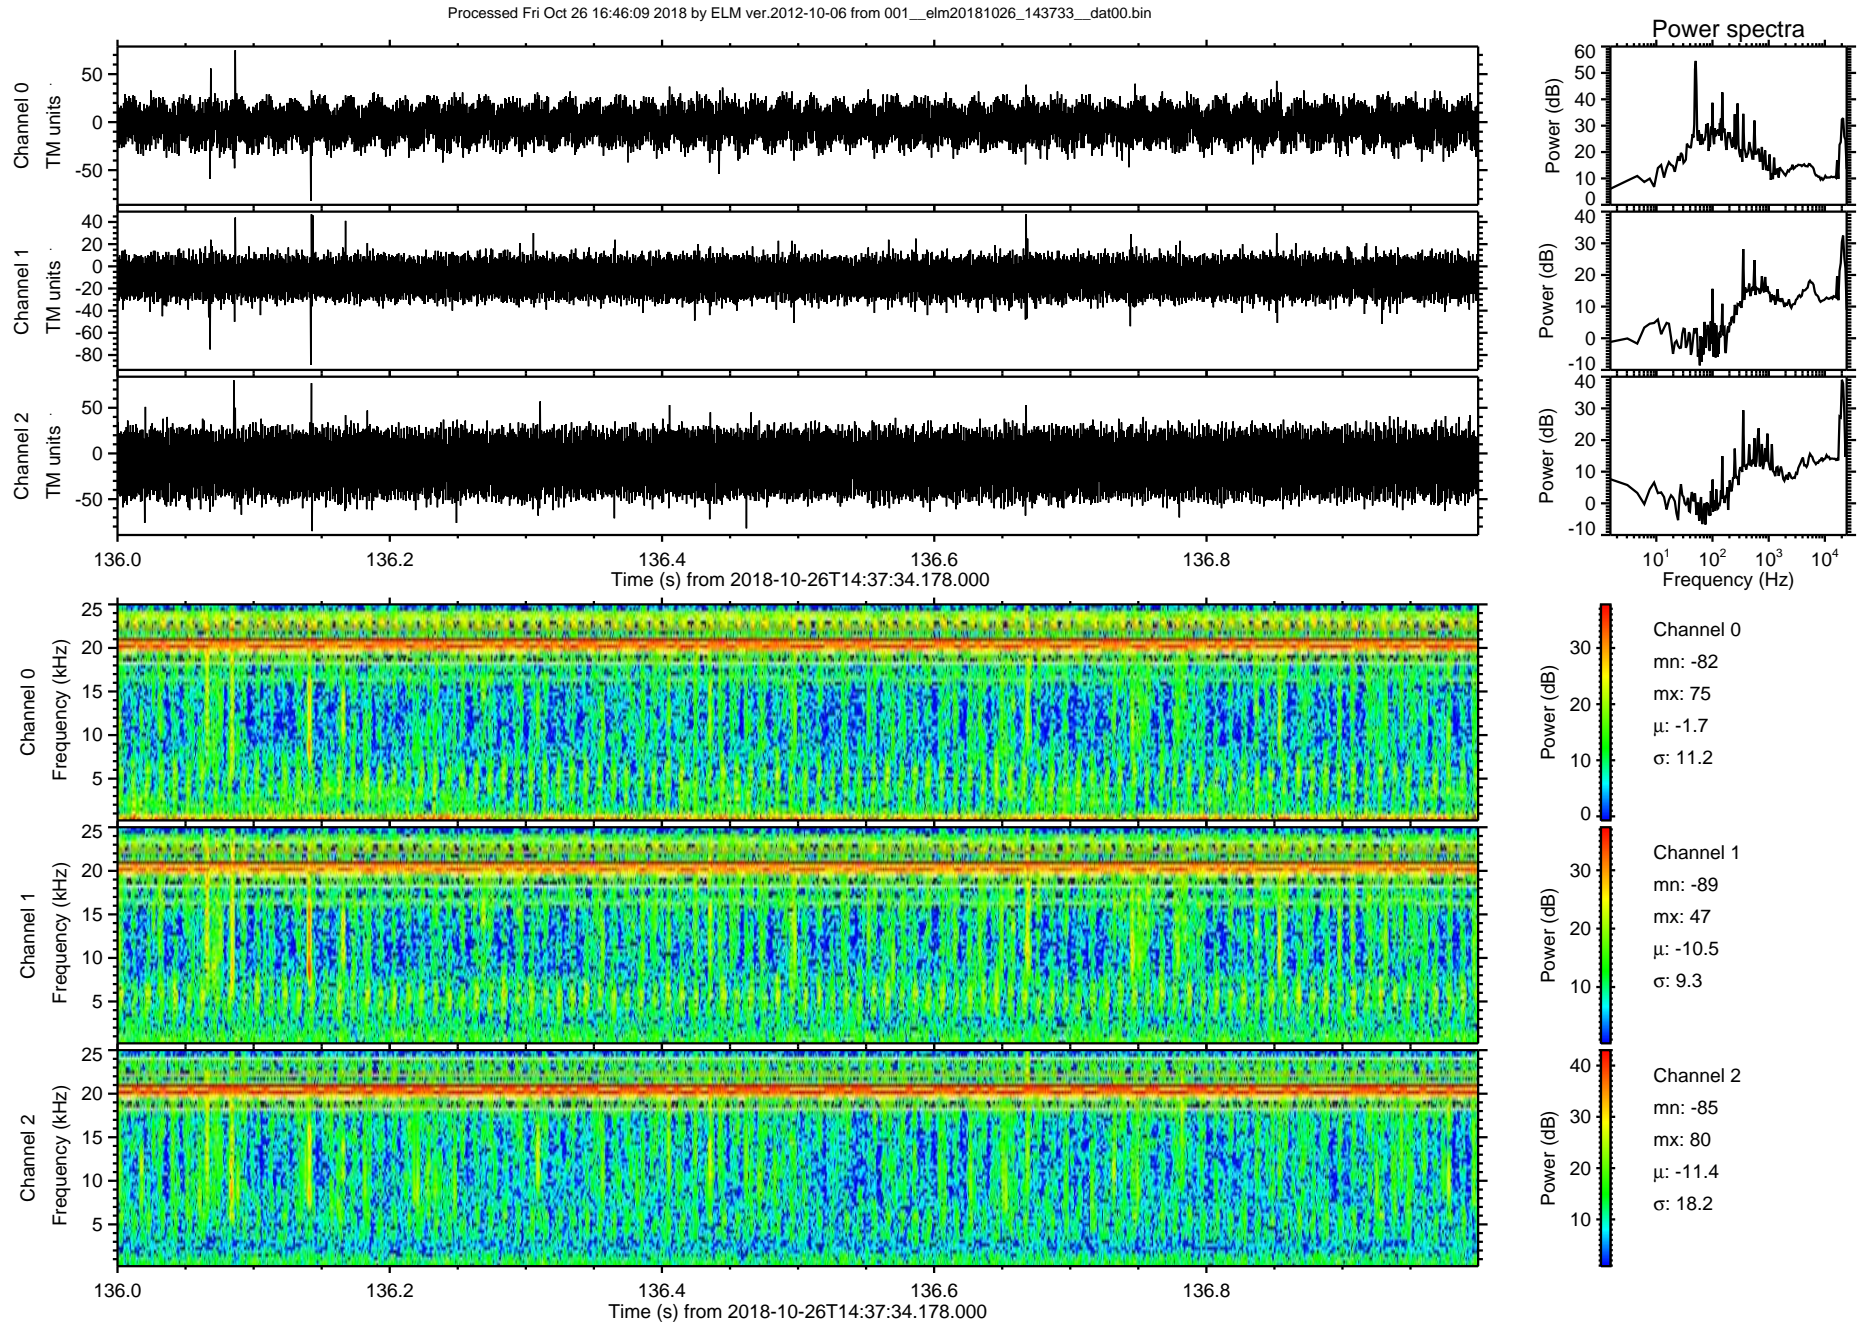 Processed Fri Oct 26 16:46:09 2018 by ELM ver.2012-10-06 from 001__elm20181026_143733__dat00.bin
Power spectra
Channel 0
TM units
50
0
-50
Power (dB)
60
50
40
30
20
10
0
Channel 1
TM units
40
20
0
-20
-40
-60
-80
Power (dB)
40
30
20
10
0
-10
Channel 2
TM units
50
0
-50
Power (dB)
40
30
20
10
0
-10
136.0 136.2 136.4 136.6 136.8
Time (s) from 2018-10-26T14:37:34.178.000
10^1 10^2 10^3 10^4
Frequency (Hz)
Channel 0
Frequency (kHz)
25
20
15
10
5
Power (dB)
30
20
10
0
Channel 0
mn: -82
mx: 75
μ: -1.7
σ: 11.2
Channel 1
Frequency (kHz)
25
20
15
10
5
Power (dB)
30
20
10
Channel 1
mn: -89
mx: 47
μ: -10.5
σ: 9.3
Channel 2
Frequency (kHz)
25
20
15
10
5
Power (dB)
40
30
20
10
Channel 2
mn: -85
mx: 80
μ: -11.4
σ: 18.2
136.0 136.2 136.4 136.6 136.8
Time (s) from 2018-10-26T14:37:34.178.000